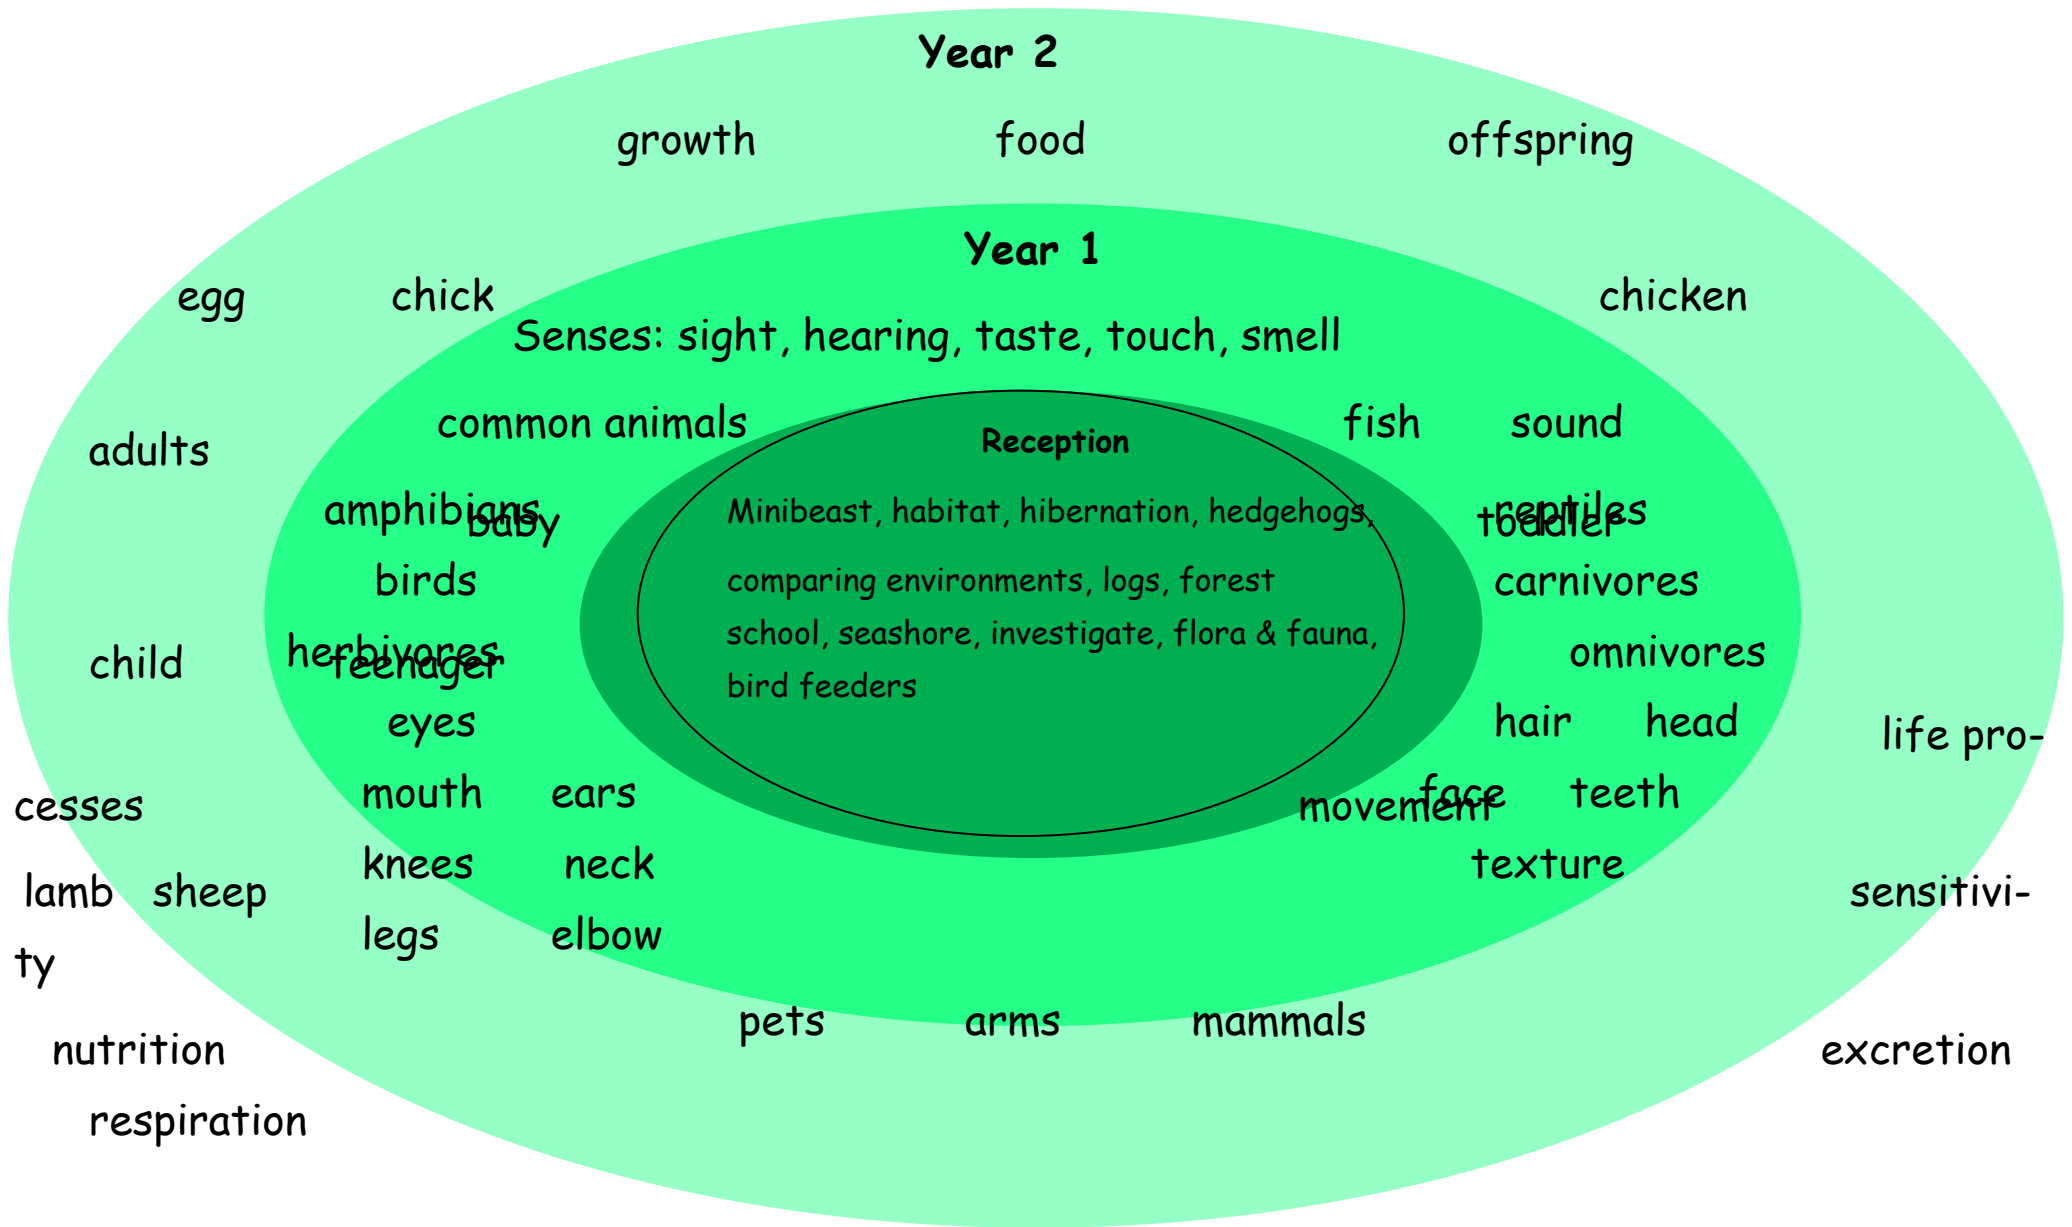 Year 2
growth food offspring
Year 1
egg chick chicken
Senses: sight, hearing, taste, touch, smell
common animals fish sound
Reception
adults
amphibians reptiles
Minibeast, habitat, hibernation, hedgehogs,
baby toddler
birds carnivores
comparing environments, logs, forest
school, seashore, investigate, flora & fauna,
herbivores omnivores
child teenager
bird feeders
eyes hair head
life pro-
mouth ears face teeth
cesses movement
knees neck texture
lamb sheep sensitivi-
legs elbow
ty
pets arms mammals
nutrition excretion
respiration